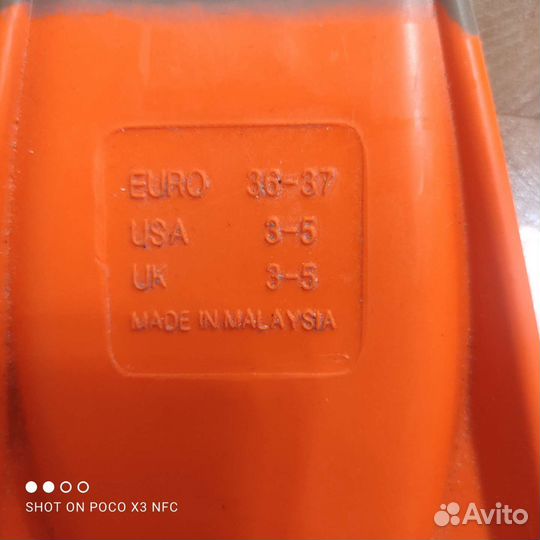 EURO 36-37
USA 3-5
UK 3-5
MADE IN MALAYSIA
SHOT ON POCO X3 NFC
Avito